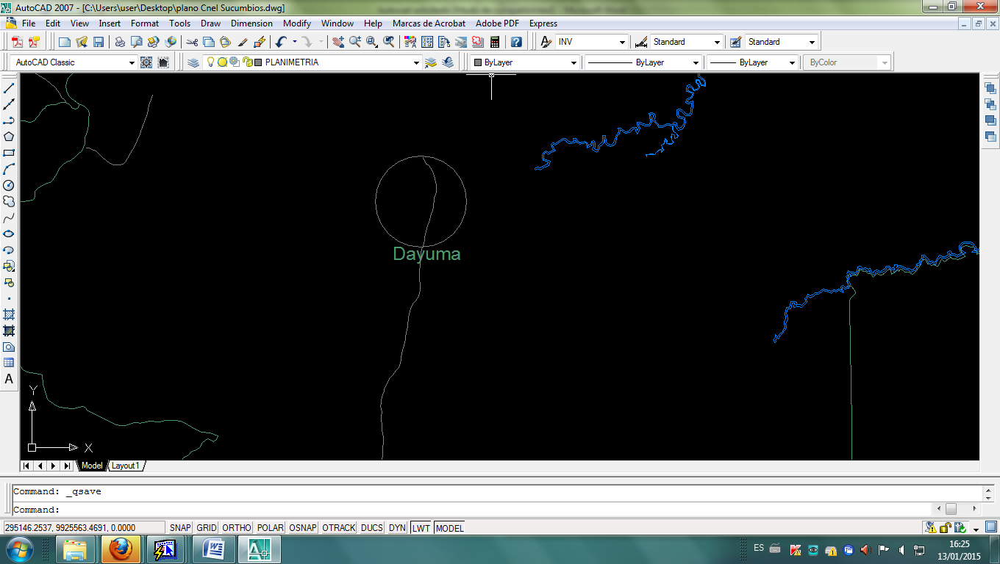 AutoCAD 2007 - [C:\Users\user\Desktop\plano Cnel Sucumbios.dwg]
File Edit View Insert Format Tools Draw Dimension Modify Window Help Marcas de Acrobat Adobe PDF Express
INV Standard Standard
AutoCAD Classic PLANIMETRIA ByLayer ByLayer ByLayer ByColor
Dayuma
Y
X
Model Layout1
Command: _qsave
Command:
295146.2537, 9925563.4691, 0.0000 SNAP GRID ORTHO POLAR OSNAP OTRACK DUCS DYN LWT MODEL
ES 16:25
13/01/2015